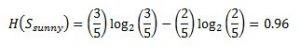 H(S_sunny) = (3/5) log₂ (3/5) − (2/5) log₂ (2/5) = 0.96